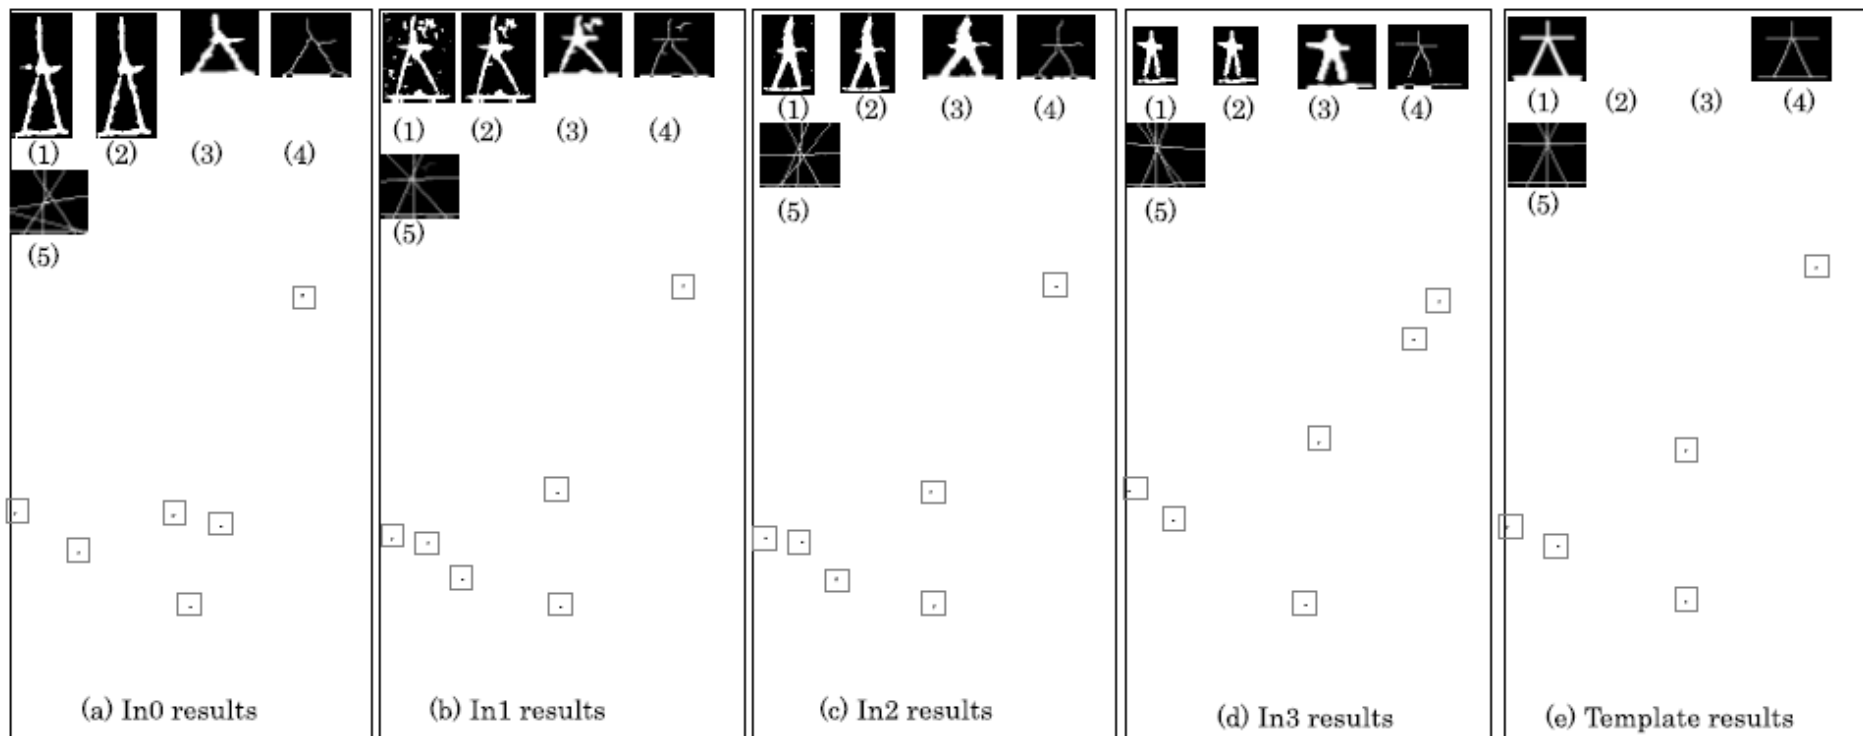 (1) (2) (3) (4)
(5)
(a) In0 results
(1) (2) (3) (4)
(5)
(b) In1 results
(1) (2) (3) (4)
(5)
(c) In2 results
(1) (2) (3) (4)
(5)
(d) In3 results
(1) (2) (3) (4)
(5)
(e) Template results